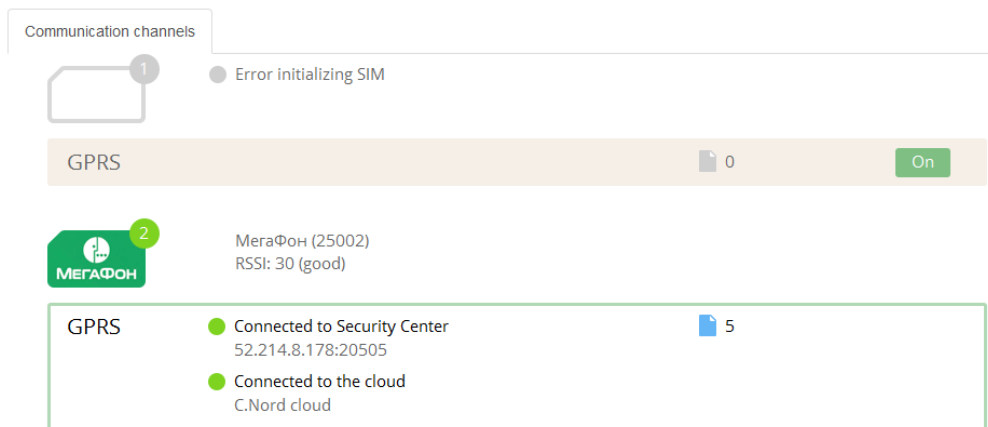 Communication channels
1
Error initializing SIM
GPRS
0
On
2
МЕГАФОН
МегаФон (25002)
RSSI: 30 (good)
GPRS
Connected to Security Center
5
52.214.8.178:20505
Connected to the cloud
C.Nord cloud